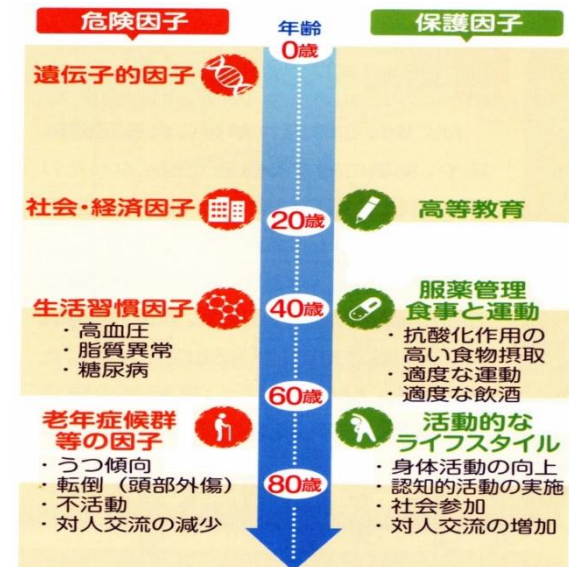 危険因子
年齢
保護因子
0歳
遺伝子的因子
社会・経済因子
20歳
高等教育
生活習慣因子
・高血圧
・脂質異常
・糖尿病
40歳
服薬管理
食事と運動
・抗酸化作用の
高い食物摂取
・適度な運動
・適度な飲酒
60歳
老年症候群
等の因子
・うつ傾向
・転倒（頭部外傷）
・不活動
・対人交流の減少
80歳
活動的な
ライフスタイル
・身体活動の向上
・認知的活動の実施
・社会参加
・対人交流の増加